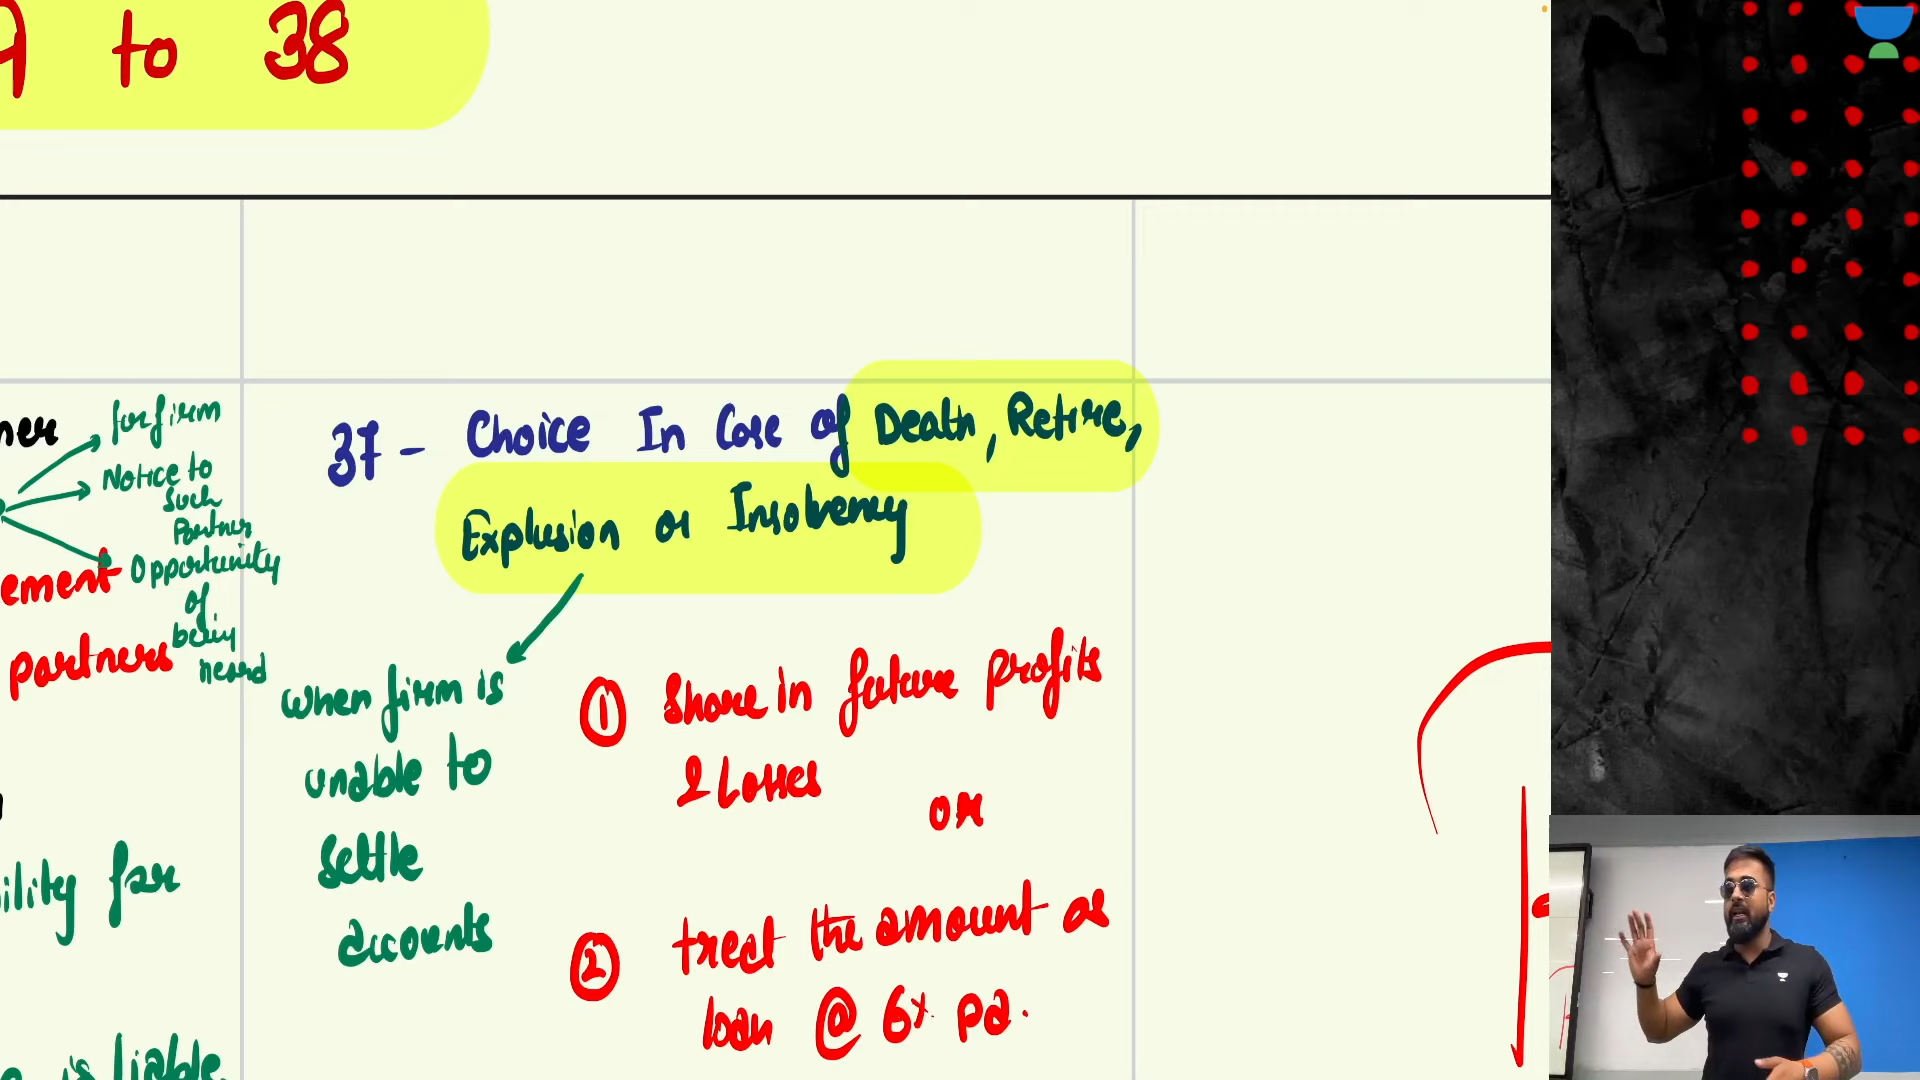 to 38
for firm
Notice to
such
Partner
Opportunity
of
being
heard
partners
37 - Choice In Case of Death, Retire,
Explusion or Insolvency
when firm is
unable to
settle
accounts
① Share in future profits
& Losses
or
② treat the amount as
loan @ 6% pa.
for
liable